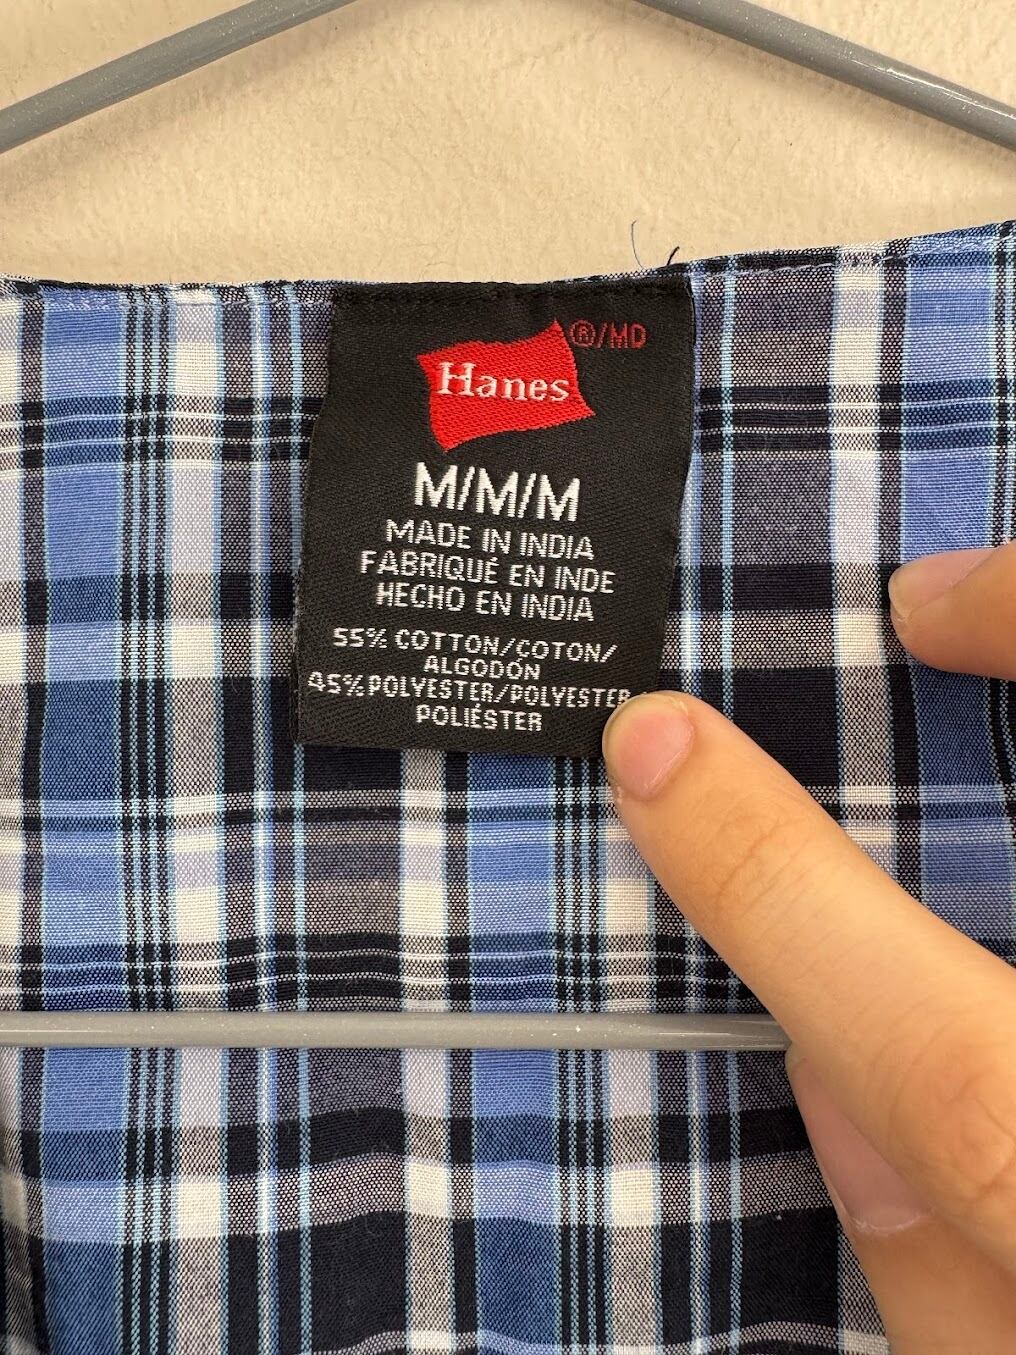 Hanes ®/MD
M/M/M
MADE IN INDIA
FABRIQUÉ EN INDE
HECHO EN INDIA
55% COTTON/COTON/
ALGODÓN
45% POLYESTER/POLYESTER
POLIÉSTER